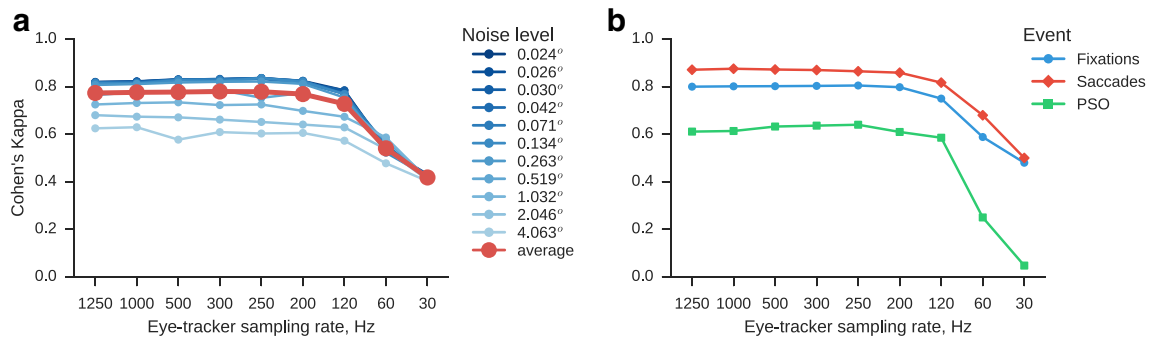 a
Noise level
1.0
0.8
0.6
0.4
0.2
0.0
Cohen's Kappa
0.024°
0.026°
0.030°
0.042°
0.071°
0.134°
0.263°
0.519°
1.032°
2.046°
4.063°
average
1250 1000 500 300 250 200 120 60 30
Eye-tracker sampling rate, Hz
b
Event
Fixations
Saccades
PSO
1.0
0.8
0.6
0.4
0.2
0.0
1250 1000 500 300 250 200 120 60 30
Eye-tracker sampling rate, Hz